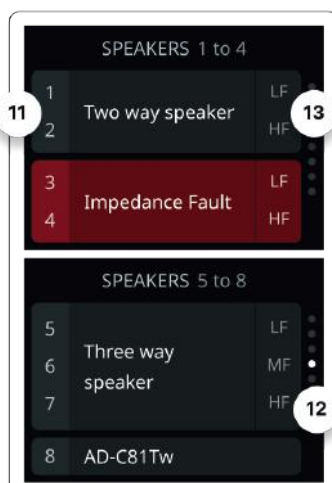 SPEAKERS 1 to 4
11
1
Two way speaker
LF
13
2
HF
3
Impedance Fault
LF
4
HF
SPEAKERS 5 to 8
5
LF
6
Three way speaker
MF
7
HF
12
8 AD-C81Tw